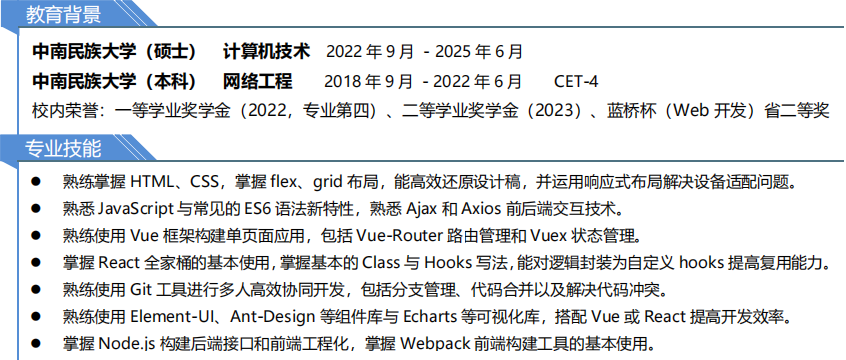 教育背景
中南民族大学（硕士） 计算机技术 2022 年 9 月 - 2025 年 6 月
中南民族大学（本科） 网络工程 2018 年 9 月 - 2022 年 6 月 CET-4
校内荣誉：一等学业奖学金（2022，专业第四）、二等学业奖学金（2023）、蓝桥杯（Web 开发）省二等奖
专业技能
● 熟练掌握 HTML、CSS，掌握 flex、grid 布局，能高效还原设计稿，并运用响应式布局解决设备适配问题。
● 熟悉 JavaScript 与常见的 ES6 语法新特性，熟悉 Ajax 和 Axios 前后端交互技术。
● 熟练使用 Vue 框架构建单页面应用，包括 Vue-Router 路由管理和 Vuex 状态管理。
● 掌握 React 全家桶的基本使用，掌握基本的 Class 与 Hooks 写法，能对逻辑封装为自定义 hooks 提高复用能力。
● 熟练使用 Git 工具进行多人高效协同开发，包括分支管理、代码合并以及解决代码冲突。
● 熟练使用 Element-UI、Ant-Design 等组件库与 Echarts 等可视化库，搭配 Vue 或 React 提高开发效率。
● 掌握 Node.js 构建后端接口和前端工程化，掌握 Webpack 前端构建工具的基本使用。